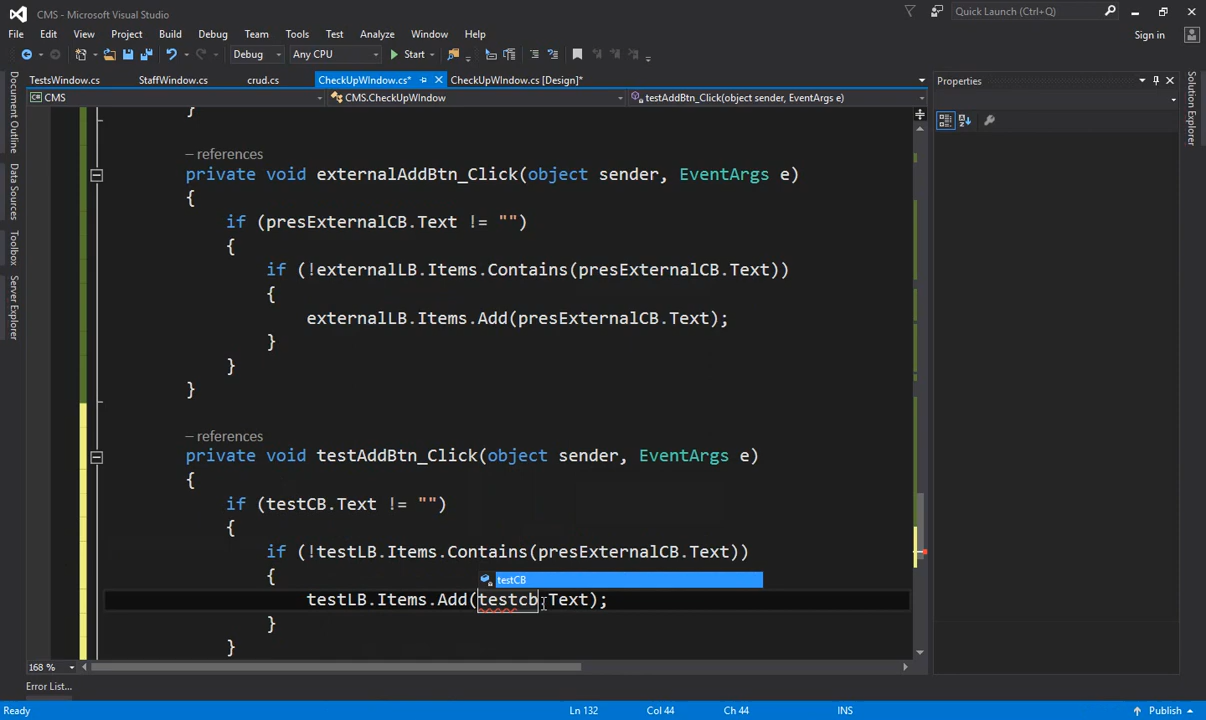 CMS - Microsoft Visual Studio
Quick Launch (Ctrl+Q)
File Edit View Project Build Debug Team Tools Test Analyze Window Help
Sign in
Debug Any CPU Start
TestsWindow.cs StaffWindow.cs crud.cs CheckUpWIndow.cs* CheckUpWIndow.cs [Design]*
Properties
CMS CMS.CheckUpWIndow testAddBtn_Click(object sender, EventArgs e)
Document Outline
Data Sources
Toolbox
Server Explorer
Solution Explorer
}
– references
private void externalAddBtn_Click(object sender, EventArgs e)
{
if (presExternalCB.Text != "")
{
if (!externalLB.Items.Contains(presExternalCB.Text))
{
externalLB.Items.Add(presExternalCB.Text);
}
}
}
– references
private void testAddBtn_Click(object sender, EventArgs e)
{
if (testCB.Text != "")
{
if (!testLB.Items.Contains(presExternalCB.Text))
{
testCB
testLB.Items.Add(testcb.Text);
}
}
168 %
Error List...
Ready Ln 132 Col 44 Ch 44 INS Publish